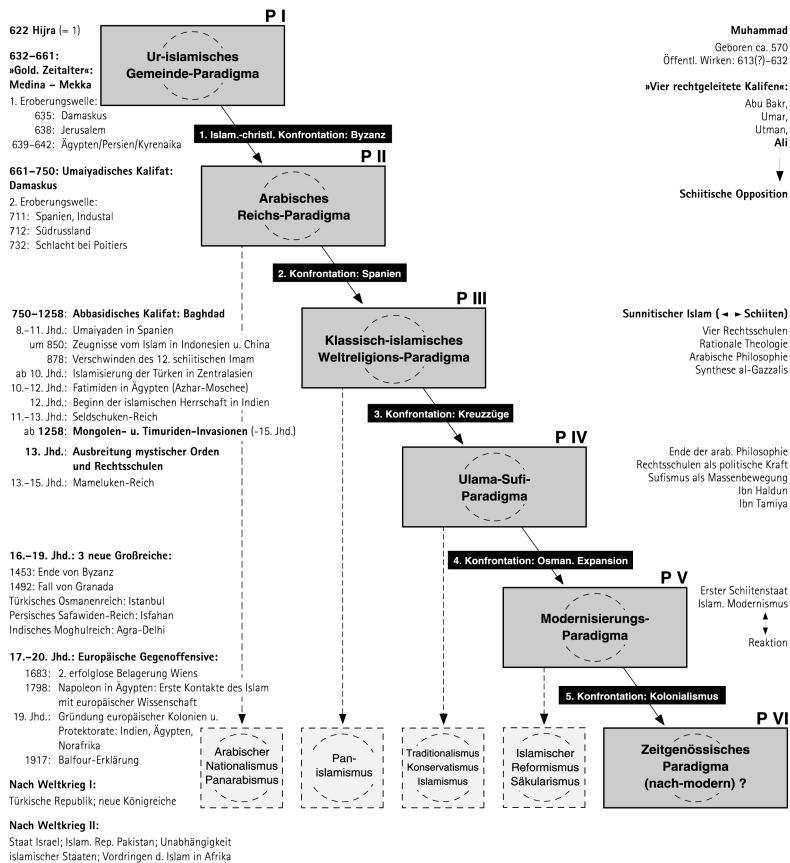 P I
622 Hijra (= 1)
632–661:
»Gold. Zeitalter«:
Medina – Mekka
1. Eroberungswelle:
635: Damaskus
638: Jerusalem
639–642: Ägypten/Persien/Kyrenaika
Ur-islamisches
Gemeinde-Paradigma
Muhammad
Geboren ca. 570
Öffentl. Wirken: 613(?)–632
»Vier rechtgeleitete Kalifen«:
Abu Bakr,
Umar,
Utman,
Ali
Schiitische Opposition
1. Islam.-christl. Konfrontation: Byzanz
P II
661–750: Umaiyadisches Kalifat:
Damaskus
2. Eroberungswelle:
711: Spanien, Industal
712: Südrussland
732: Schlacht bei Poitiers
Arabisches
Reichs-Paradigma
2. Konfrontation: Spanien
P III
750–1258: Abbasidisches Kalifat: Baghdad
8.–11. Jhd.: Umaiyaden in Spanien
um 850: Zeugnisse vom Islam in Indonesien u. China
878: Verschwinden des 12. schiitischen Imam
ab 10. Jhd.: Islamisierung der Türken in Zentralasien
10.–12. Jhd.: Fatimiden in Ägypten (Azhar-Moschee)
12. Jhd.: Beginn der islamischen Herrschaft in Indien
11.–13. Jhd.: Seldschuken-Reich
ab 1258: Mongolen- u. Timuriden-Invasionen (-15. Jhd.)
13. Jhd.: Ausbreitung mystischer Orden
und Rechtsschulen
13.–15. Jhd.: Mameluken-Reich
Klassisch-islamisches
Weltreligions-Paradigma
Sunnitischer Islam (◄ ► Schiiten)
Vier Rechtsschulen
Rationale Theologie
Arabische Philosophie
Synthese al-Gazzalis
3. Konfrontation: Kreuzzüge
P IV
Ulama-Sufi-
Paradigma
Ende der arab. Philosophie
Rechtsschulen als politische Kraft
Sufismus als Massenbewegung
Ibn Haldun
Ibn Tamiya
4. Konfrontation: Osman. Expansion
P V
16.–19. Jhd.: 3 neue Großreiche:
1453: Ende von Byzanz
1492: Fall von Granada
Türkisches Osmanenreich: Istanbul
Persisches Safawiden-Reich: Isfahan
Indisches Moghulreich: Agra-Delhi
Modernisierungs-
Paradigma
Erster Schiitenstaat
Islam. Modernismus
Reaktion
17.–20. Jhd.: Europäische Gegenoffensive:
1683: 2. erfolglose Belagerung Wiens
1798: Napoleon in Ägypten: Erste Kontakte des Islam
mit europäischer Wissenschaft
19. Jhd.: Gründung europäischer Kolonien u.
Protektorate: Indien, Ägypten,
Norafrika
1917: Balfour-Erklärung
5. Konfrontation: Kolonialismus
P VI
Arabischer
Nationalismus
Panarabismus
Pan-
islamismus
Traditionalismus
Konservatismus
Islamismus
Islamischer
Reformismus
Säkularismus
Zeitgenössisches
Paradigma
(nach-modern) ?
Nach Weltkrieg I:
Türkische Republik; neue Königreiche
Nach Weltkrieg II:
Staat Israel; Islam. Rep. Pakistan; Unabhängigkeit
islamischer Staaten; Vordringen d. Islam in Afrika